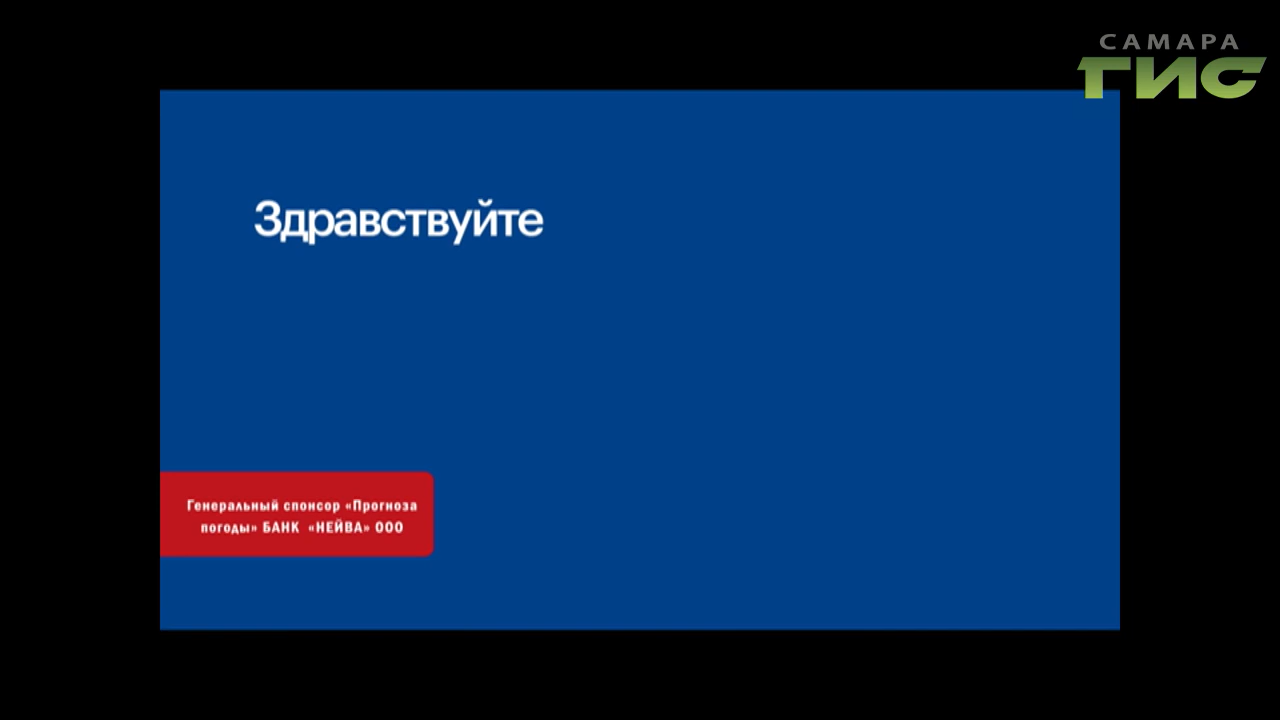 САМАРА
ГИС
Здравствуйте
Генеральный спонсор «Прогноза
погоды» БАНК «НЕЙВА» ООО